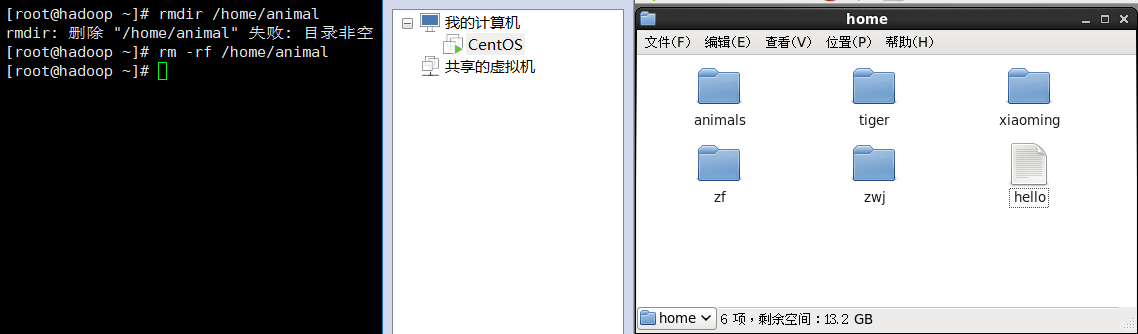 [root@hadoop ~]# rmdir /home/animal
rmdir: 删除 "/home/animal" 失败: 目录非空
[root@hadoop ~]# rm -rf /home/animal
[root@hadoop ~]#
我的计算机
CentOS
共享的虚拟机
home
文件(F) 编辑(E) 查看(V) 位置(P) 帮助(H)
animals tiger xiaoming
zf zwj hello
home 6 项，剩余空间：13.2 GB